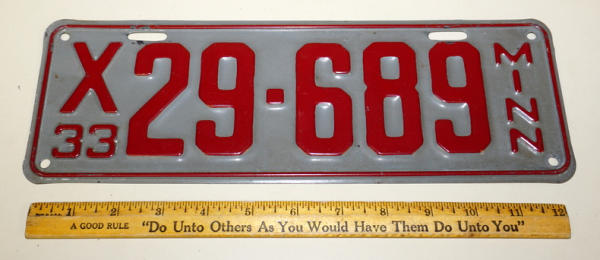 X 29·689 MINN
33
1 2 3 4 5 6 7 8 9 10 11 12
A GOOD RULE "Do Unto Others As You Would Have Them Do Unto You"